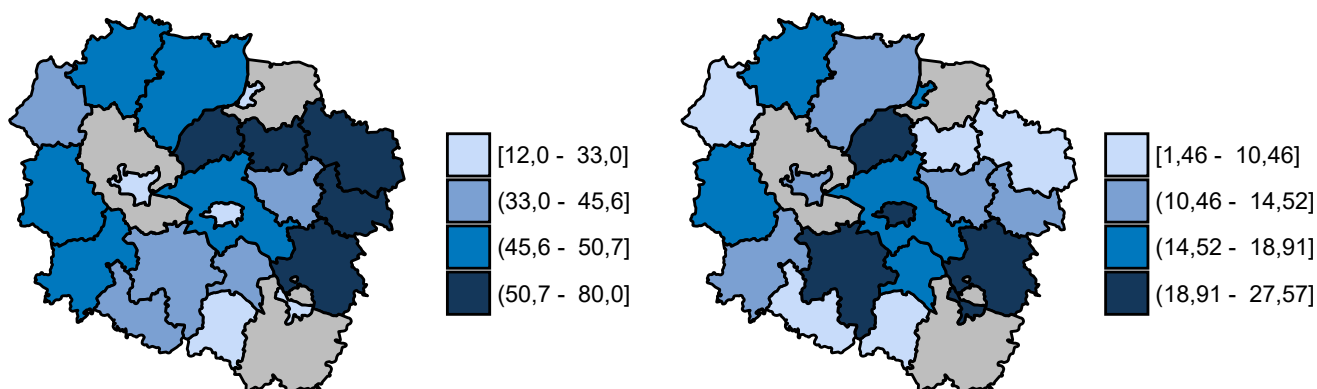 [12,0 - 33,0]
(33,0 - 45,6]
(45,6 - 50,7]
(50,7 - 80,0]
[1,46 - 10,46]
(10,46 - 14,52]
(14,52 - 18,91]
(18,91 - 27,57]